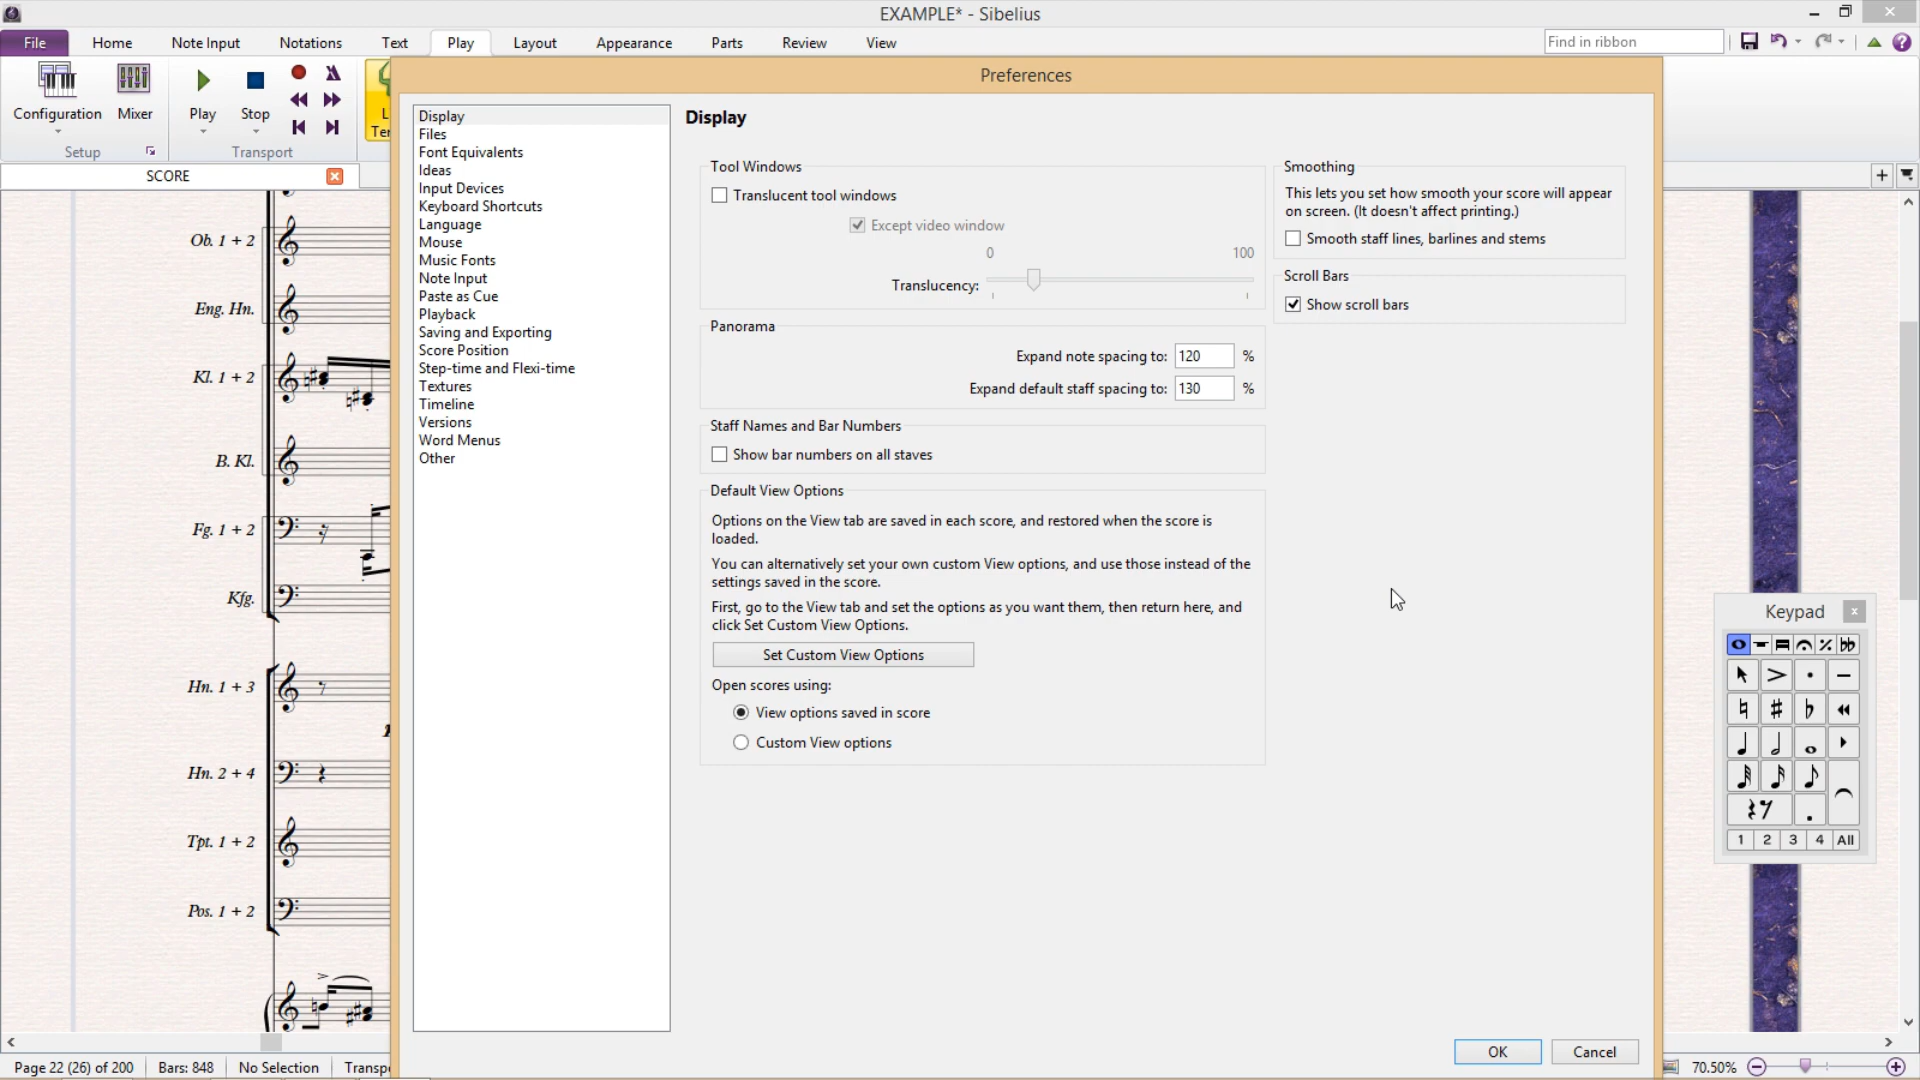 EXAMPLE* - Sibelius
File Home Note Input Notations Text Play Layout Appearance Parts Review View Find in ribbon
Configuration Mixer Play Stop
Setup Transport
SCORE
Ob. 1 + 2
Eng. Hn.
Kl. 1 + 2
B. Kl.
Fg. 1 + 2
Kfg.
Hn. 1 + 3
Hn. 2 + 4
Tpt. 1 + 2
Pos. 1 + 2
Preferences
Display
Files
Font Equivalents
Ideas
Input Devices
Keyboard Shortcuts
Language
Mouse
Music Fonts
Note Input
Paste as Cue
Playback
Saving and Exporting
Score Position
Step-time and Flexi-time
Textures
Timeline
Versions
Word Menus
Other
Display
Tool Windows
Translucent tool windows
Except video window
0 100
Translucency:
Panorama
Expand note spacing to: 120 %
Expand default staff spacing to: 130 %
Staff Names and Bar Numbers
Show bar numbers on all staves
Default View Options
Options on the View tab are saved in each score, and restored when the score is
loaded.
You can alternatively set your own custom View options, and use those instead of the
settings saved in the score.
First, go to the View tab and set the options as you want them, then return here, and
click Set Custom View Options.
Set Custom View Options
Open scores using:
View options saved in score
Custom View options
Smoothing
This lets you set how smooth your score will appear
on screen. (It doesn't affect printing.)
Smooth staff lines, barlines and stems
Scroll Bars
Show scroll bars
OK Cancel
Keypad
1 2 3 4 All
Page 22 (26) of 200 Bars: 848 No Selection 70.50%